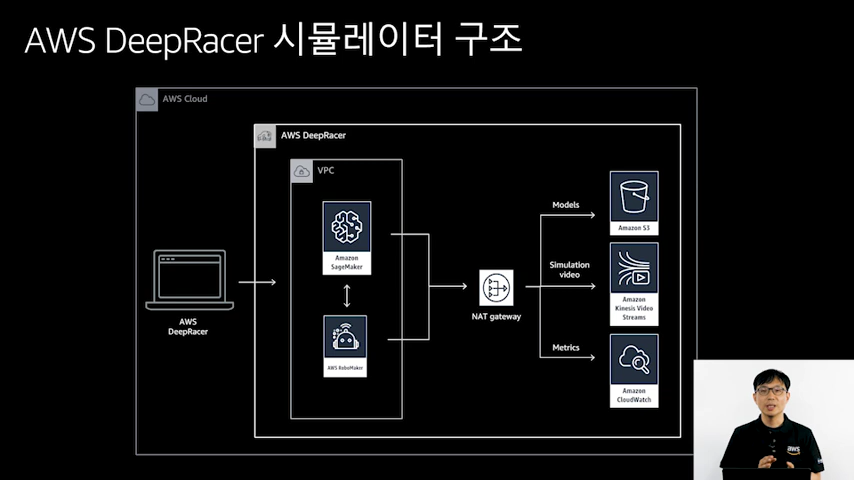 AWS DeepRacer 시뮬레이터 구조
AWS Cloud
AWS DeepRacer
VPC
Amazon
SageMaker
AWS RoboMaker
AWS
DeepRacer
NAT gateway
Models
Amazon S3
Simulation
video
Amazon
Kinesis Video
Streams
Metrics
Amazon
CloudWatch
aws